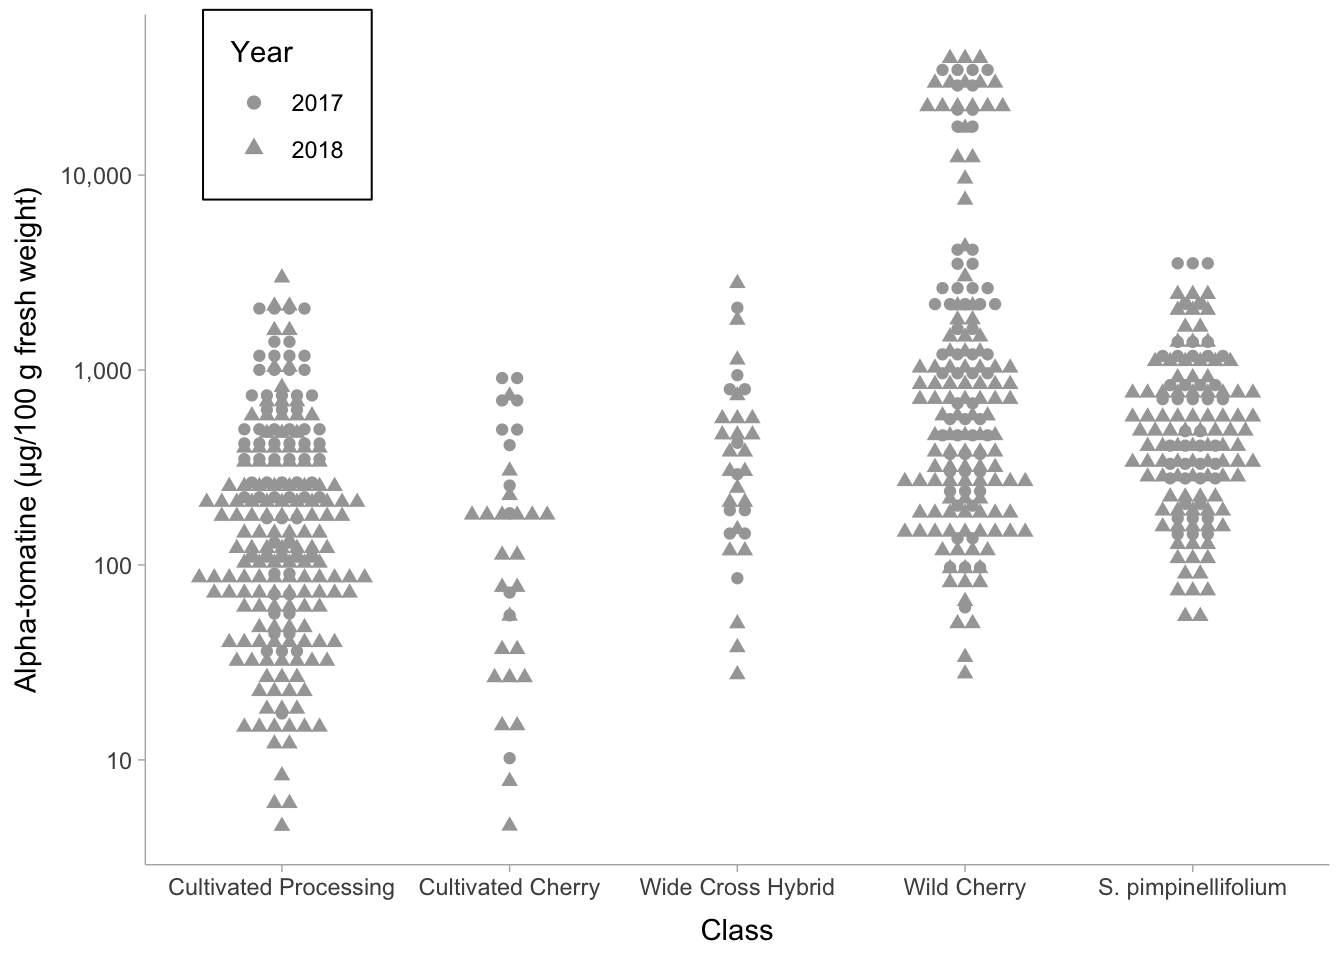 Year
2017
2018
Alpha-tomatine (µg/100 g fresh weight)
10,000
1,000
100
10
Cultivated Processing
Cultivated Cherry
Wide Cross Hybrid
Wild Cherry
S. pimpinellifolium
Class